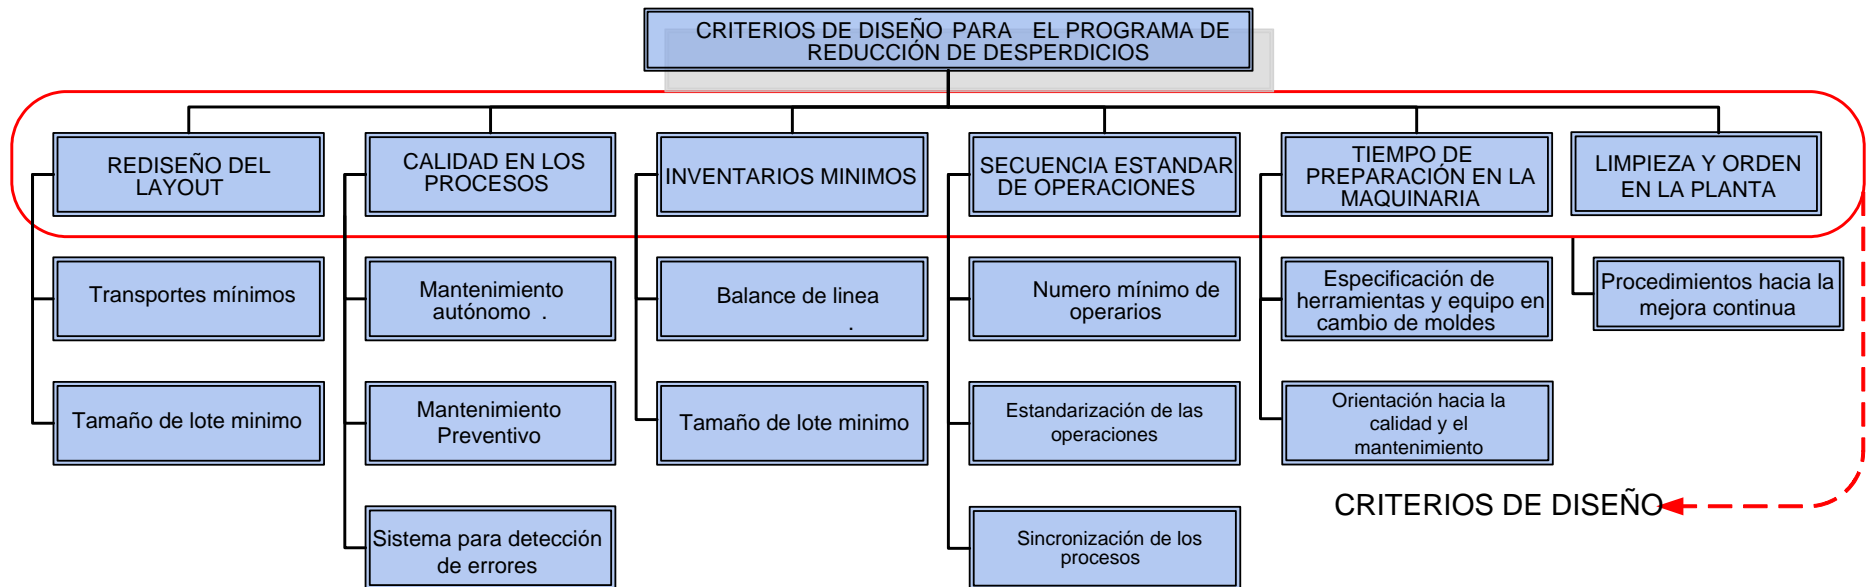 CRITERIOS DE DISEÑO PARA EL PROGRAMA DE
REDUCCIÓN DE DESPERDICIOS
REDISEÑO DEL
LAYOUT
CALIDAD EN LOS
PROCESOS
INVENTARIOS MINIMOS
SECUENCIA ESTANDAR
DE OPERACIONES
TIEMPO DE
PREPARACIÓN EN LA
MAQUINARIA
LIMPIEZA Y ORDEN
EN LA PLANTA
Transportes mínimos
Mantenimiento
autónomo .
Balance de linea
.
Numero mínimo de
operarios
Especificación de
herramientas y equipo en
cambio de moldes
Procedimientos hacia la
mejora continua
Tamaño de lote minimo
Mantenimiento
Preventivo
Tamaño de lote minimo
Estandarización de las
operaciones
Orientación hacia la
calidad y el
mantenimiento
CRITERIOS DE DISEÑO
Sistema para detección
de errores
Sincronización de los
procesos